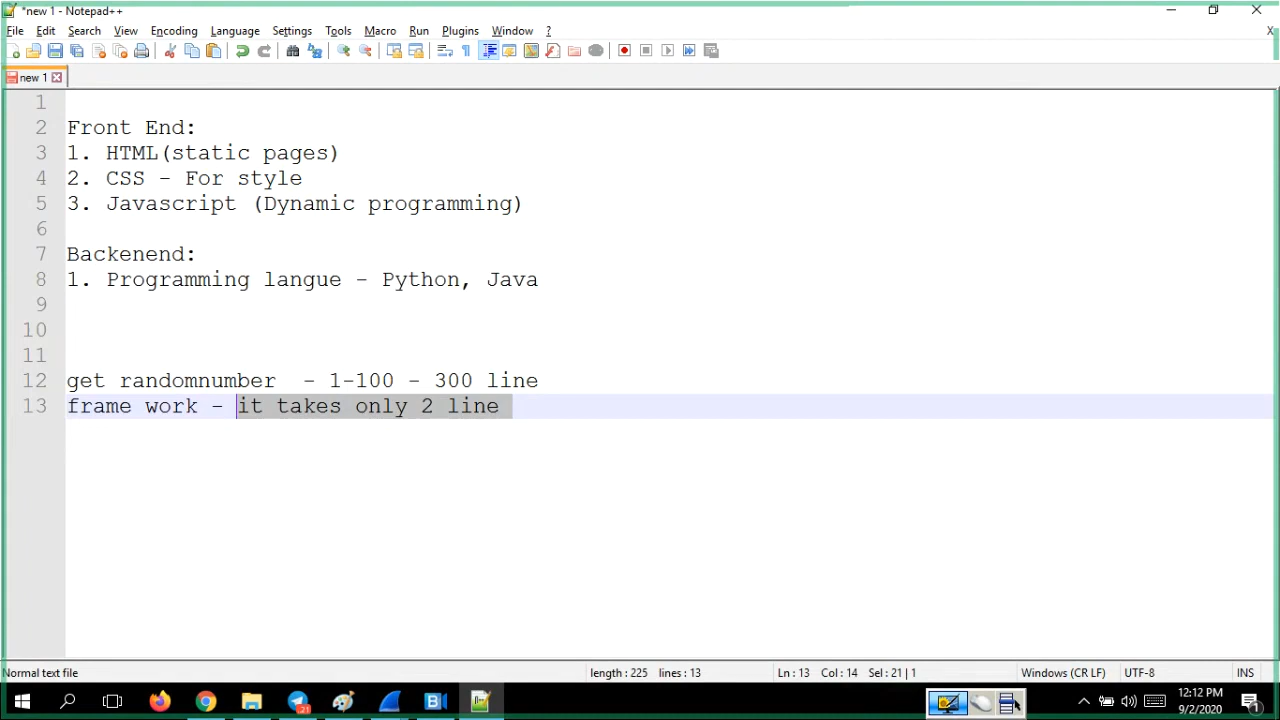 *new 1 - Notepad++
File Edit Search View Encoding Language Settings Tools Macro Run Plugins Window ? X
new 1
1
2 Front End:
3 1. HTML(static pages)
4 2. CSS - For style
5 3. Javascript (Dynamic programming)
6
7 Backenend:
8 1. Programming langue - Python, Java
9
10
11
12 get randomnumber  - 1-100 - 300 line
13 frame work - it takes only 2 line
Normal text file length : 225 lines : 13 Ln : 13 Col : 14 Sel : 21 | 1 Windows (CR LF) UTF-8 INS
21
12:12 PM
9/2/2020
1